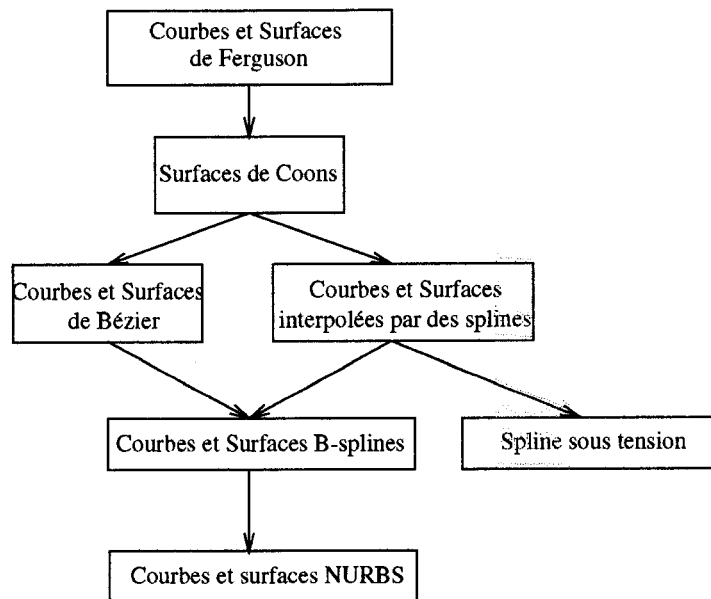 Courbes et Surfaces
de Ferguson
Surfaces de Coons
Courbes et Surfaces
de Bézier
Courbes et Surfaces
interpolées par des splines
Courbes et Surfaces B-splines
Spline sous tension
Courbes et surfaces NURBS